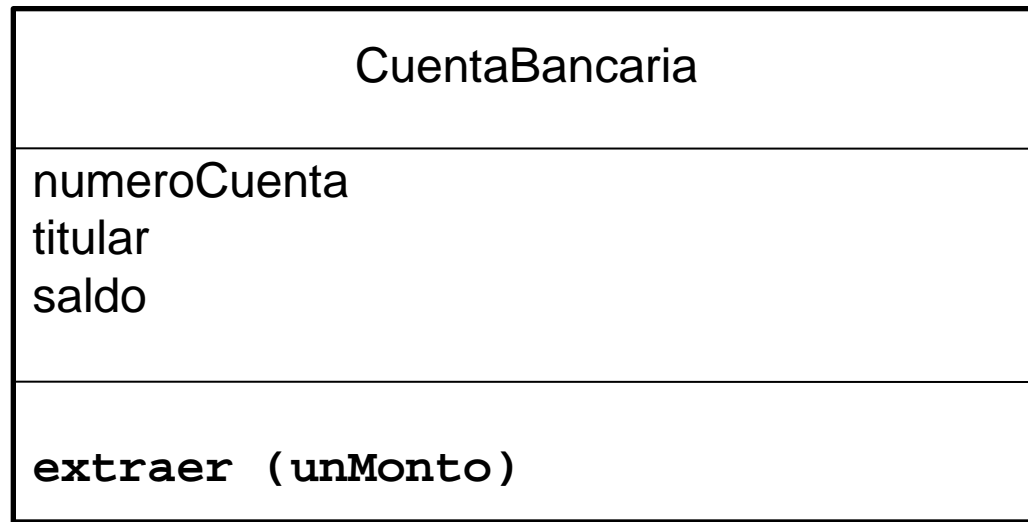 CuentaBancaria
numeroCuenta
titular
saldo
extraer (unMonto)